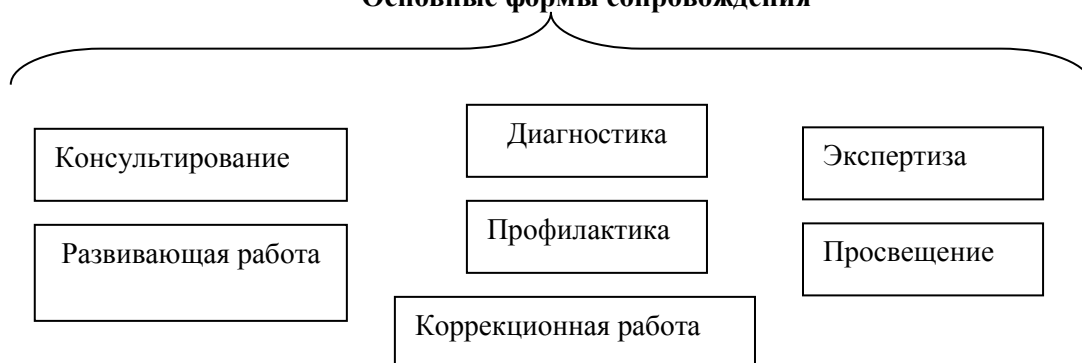 Основные формы сопровождения
Диагностика
Консультирование
Экспертиза
Профилактика
Развивающая работа
Просвещение
Коррекционная работа